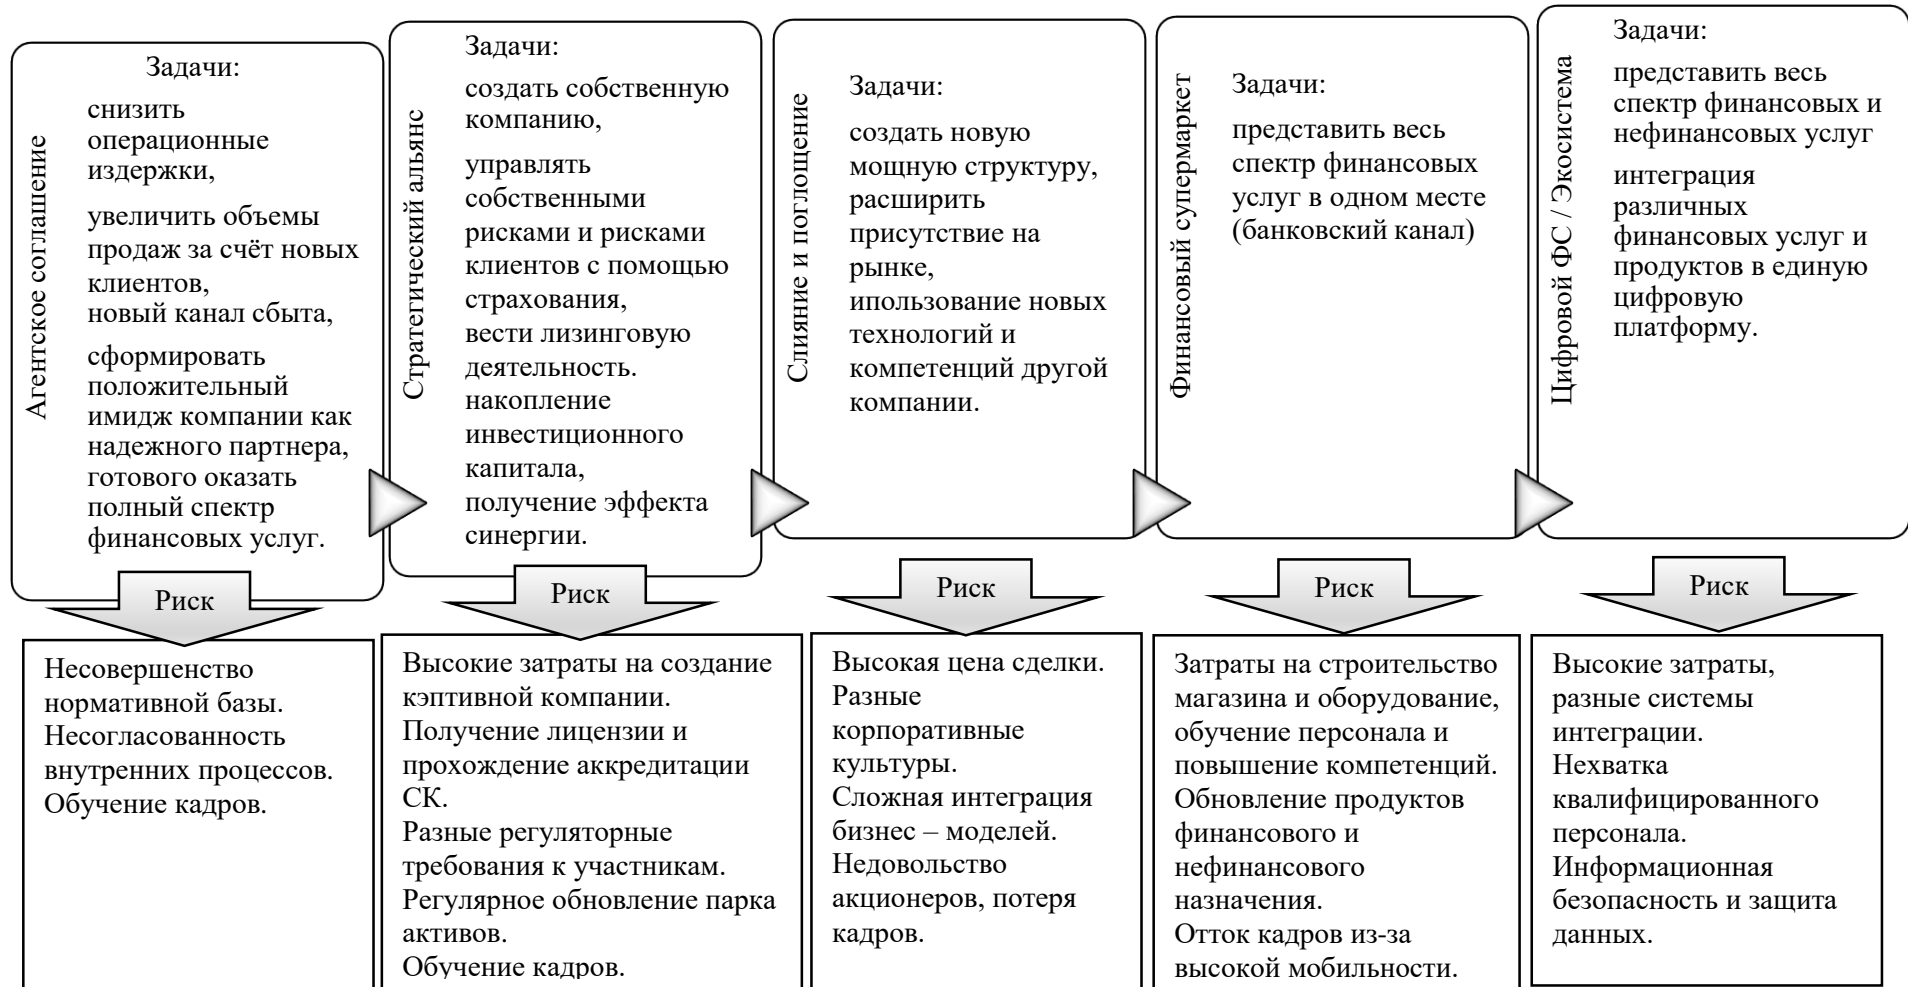 Агентское соглашение
Задачи:
снизить
операционные
издержки,
увеличить объемы
продаж за счёт новых
клиентов,
новый канал сбыта,
сформировать
положительный
имидж компании как
надежного партнера,
готового оказать
полный спектр
финансовых услуг.
Стратегический альянс
Задачи:
создать собственную
компанию,
управлять
собственными
рисками и рисками
клиентов с помощью
страхования,
вести лизинговую
деятельность.
накопление
инвестиционного
капитала,
получение эффекта
синергии.
Слияние и поглощение
Задачи:
создать новую
мощную структуру,
расширить
присутствие на
рынке,
ипользование новых
технологий и
компетенций другой
компании.
Финансовый супермаркет
Задачи:
представить весь
спектр финансовых
услуг в одном месте
(банковский канал)
Цифровой ФС / Экосистема
Задачи:
представить весь
спектр финансовых и
нефинансовых услуг
интеграция
различных
финансовых услуг и
продуктов в единую
цифровую
платформу.
Риск
Риск
Риск
Риск
Риск
Несовершенство
нормативной базы.
Несогласованность
внутренних процессов.
Обучение кадров.
Высокие затраты на создание
кэптивной компании.
Получение лицензии и
прохождение аккредитации
СК.
Разные регуляторные
требования к участникам.
Регулярное обновление парка
активов.
Обучение кадров.
Высокая цена сделки.
Разные
корпоративные
культуры.
Сложная интеграция
бизнес – моделей.
Недовольство
акционеров, потеря
кадров.
Затраты на строительство
магазина и оборудование,
обучение персонала и
повышение компетенций.
Обновление продуктов
финансового и
нефинансового
назначения.
Отток кадров из-за
высокой мобильности.
Высокие затраты,
разные системы
интеграции.
Нехватка
квалифицированного
персонала.
Информационная
безопасность и защита
данных.